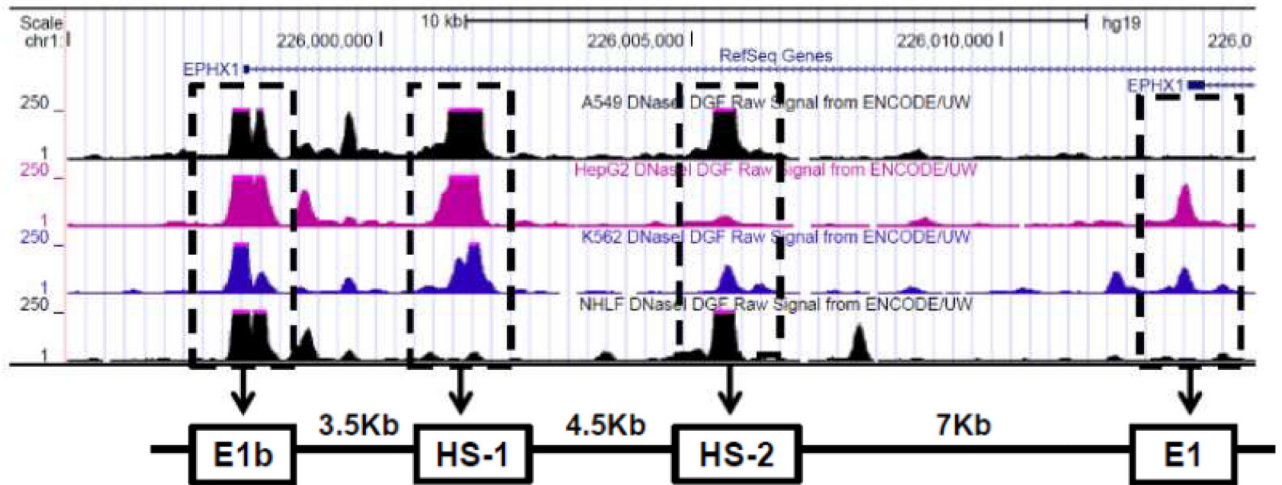 Scale 10 kb hg19
chr1: 226,000,000 226,005,000 226,010,000 226,0
RefSeq Genes
EPHX1
EPHX1
250 A549 DNaseI DGF Raw Signal from ENCODE/UW
1
250 HepG2 DNaseI DGF Raw Signal from ENCODE/UW
1
250 K562 DNaseI DGF Raw Signal from ENCODE/UW
1
250 NHLF DNaseI DGF Raw Signal from ENCODE/UW
1
3.5Kb 4.5Kb 7Kb
E1b HS-1 HS-2 E1